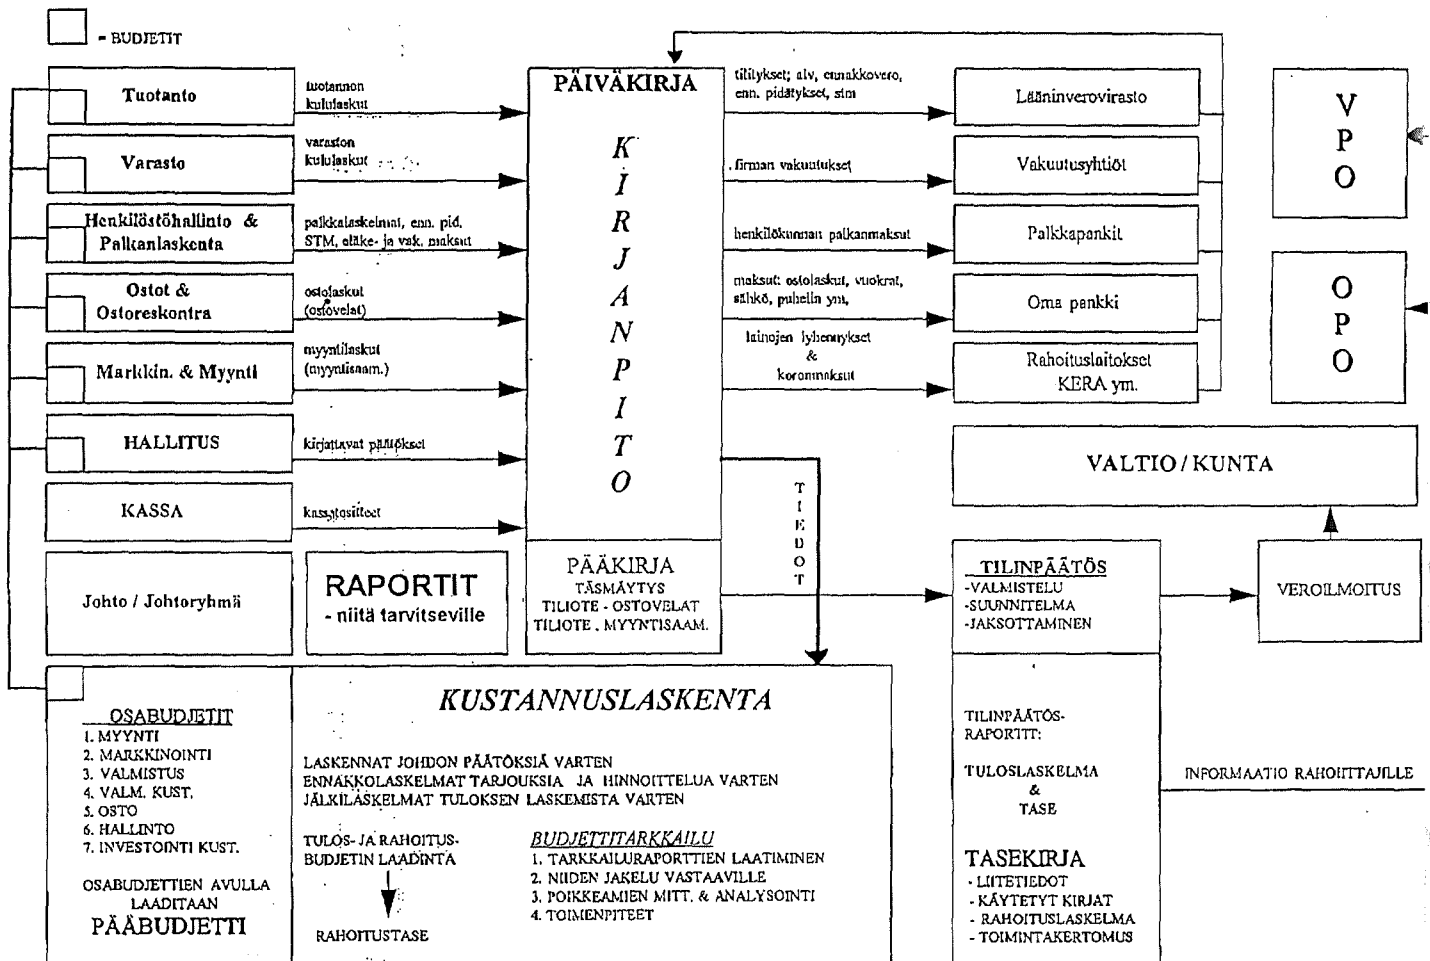 - BUDJETIT
Tuotanto
tuotannon
kululaskut
Varasto
varaston
kululaskut
Henkilöstöhallinto &
Palkanlaskenta
palkkalaskelmat, enn. pid.
STM, eläke- ja vak. maksut
Ostot &
Ostoreskontra
ostolaskut
(ostovelat)
Markkin. & Myynti
myyntilaskut
(myyntisaam.)
HALLITUS
kirjattavat päätökset
KASSA
kassatositteet
Johto / Johtoryhmä
RAPORTIT
- niitä tarvitseville
PÄIVÄKIRJA
K
I
R
J
A
N
P
I
T
O
PÄÄKIRJA
TÄSMÄYTYS
TILIOTE - OSTOVELAT
TILIOTE . MYYNTISAAM.
tilitykset; alv, ennakkovero,
enn. pidätykset, stm
firman vakuutukset
henkilökunnan palkanmaksut
maksut: ostolaskut, vuokrat,
sähkö, puhelin ym,
lainojen lyhennykset
&
koronmaksut
T
I
E
D
O
T
Lääninverovirasto
Vakuutusyhtiöt
Palkkapankit
Oma pankki
Rahoituslaitokset
KERA ym.
V
P
O
O
P
O
VALTIO / KUNTA
TILINPÄÄTÖS
-VALMISTELU
-SUUNNITELMA
-JAKSOTTAMINEN
VEROILMOITUS
TILINPÄÄTÖS-
RAPORTIT:
TULOSLASKELMA
&
TASE
INFORMAATIO RAHOITTAJILLE
TASEKIRJA
- LIITETIEDOT
- KÄYTETYT KIRJAT
- RAHOITUSLASKELMA
- TOIMINTAKERTOMUS
OSABUDJETIT
1. MYYNTI
2. MARKKINOINTI
3. VALMISTUS
4. VALM. KUST.
5. OSTO
6. HALLINTO
7. INVESTOINTI KUST.
OSABUDJETTIEN AVULLA
LAADITAAN
PÄÄBUDJETTI
KUSTANNUSLASKENTA
LASKENNAT JOHDON PÄÄTÖKSIÄ VARTEN
ENNAKKOLASKELMAT TARJOUKSIA JA HINNOITTELUA VARTEN
JÄLKILASKELMAT TULOKSEN LASKEMISTA VARTEN
TULOS- JA RAHOITUS-
BUDJETIN LAADINTA
RAHOITUSTASE
BUDJETTITARKKAILU
1. TARKKAILURAPORTTIEN LAATIMINEN
2. NIIDEN JAKELU VASTAAVILLE
3. POIKKEAMIEN MITT. & ANALYSOINTI
4. TOIMENPITEET